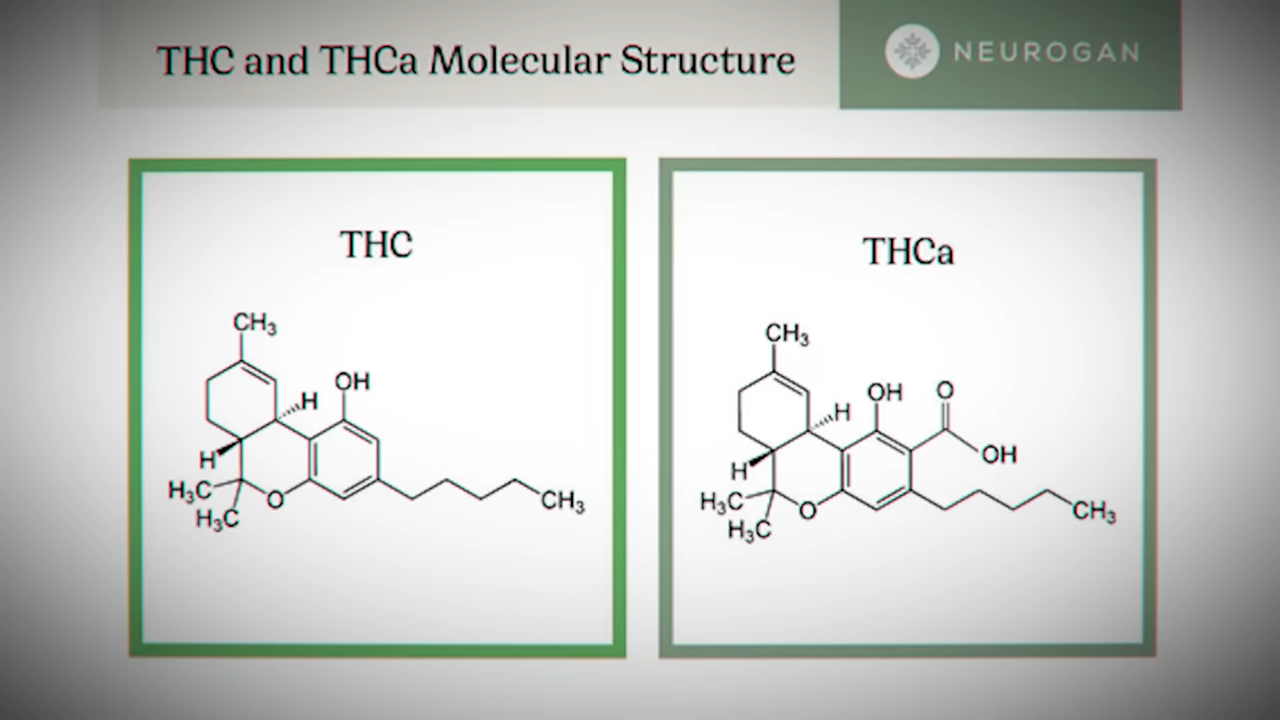 THC and THCa Molecular Structure
NEUROGAN
THC
CH₃
OH
H
H
H₃C
O
H₃C
CH₃
THCa
CH₃
OH
O
H
OH
H
H₃C
O
H₃C
CH₃